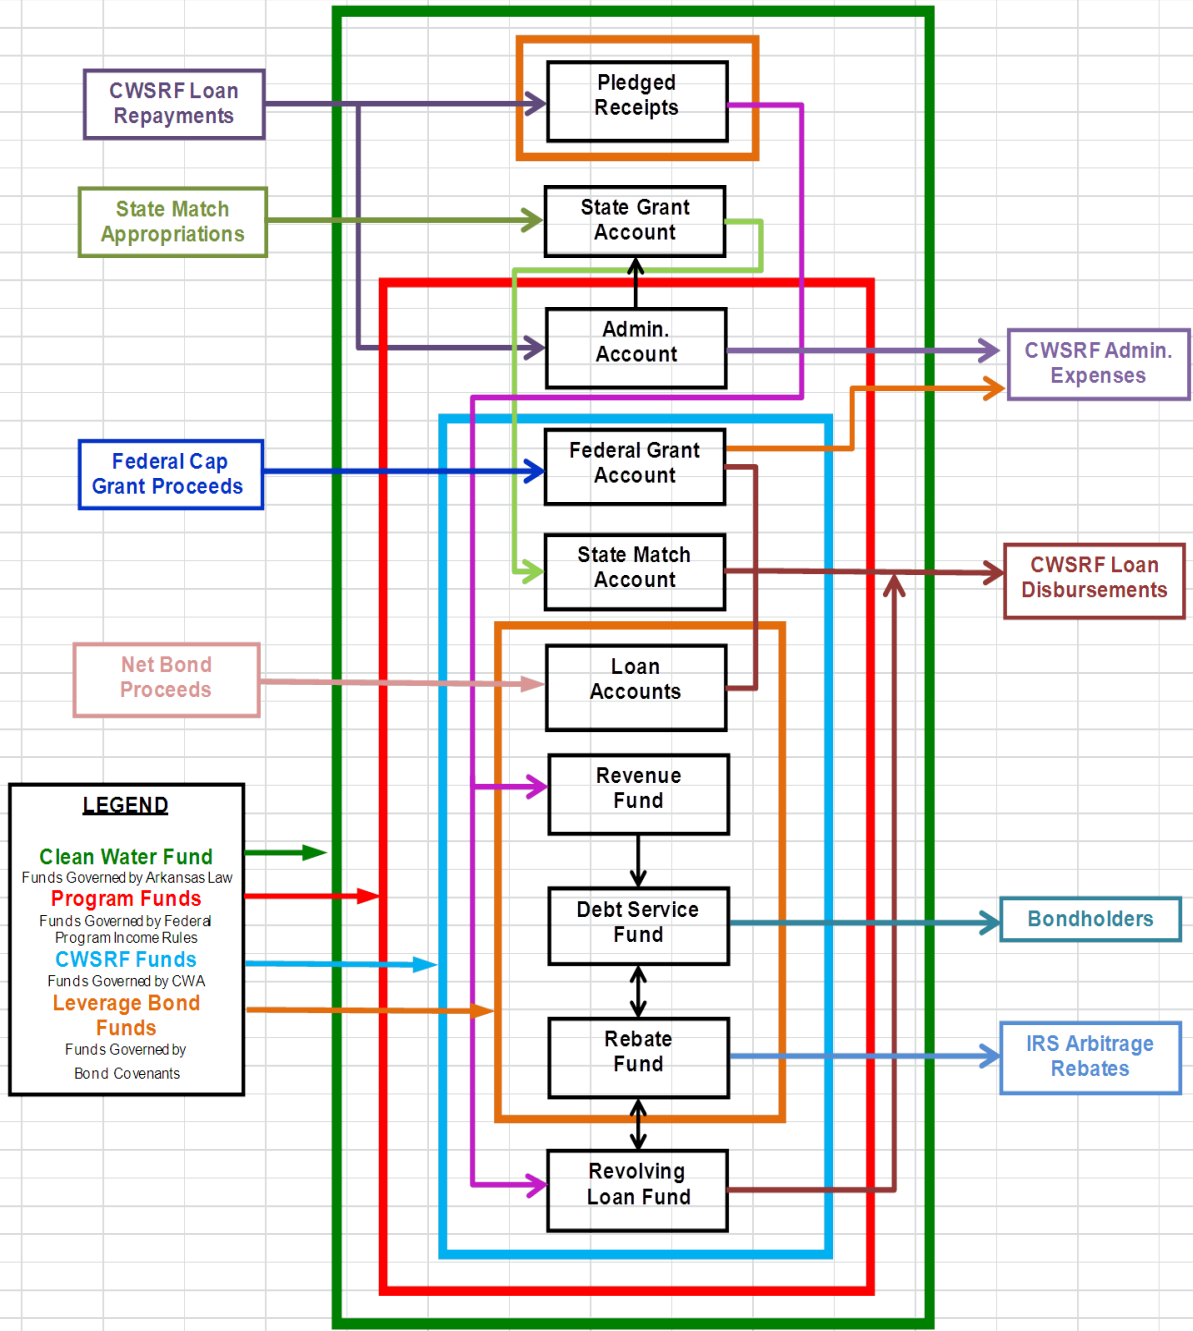 CWSRF Loan
Repayments
Pledged
Receipts
State Match
Appropriations
State Grant
Account
Admin.
Account
CWSRF Admin.
Expenses
Federal Cap
Grant Proceeds
Federal Grant
Account
State Match
Account
CWSRF Loan
Disbursements
Net Bond
Proceeds
Loan
Accounts
Revenue
Fund
LEGEND
Clean Water Fund
Funds Governed by Arkansas Law
Program Funds
Funds Governed by Federal
Program Income Rules
CWSRF Funds
Funds Governed by CWA
Leverage Bond
Funds
Funds Governed by
Bond Covenants
Debt Service
Fund
Bondholders
Rebate
Fund
IRS Arbitrage
Rebates
Revolving
Loan Fund